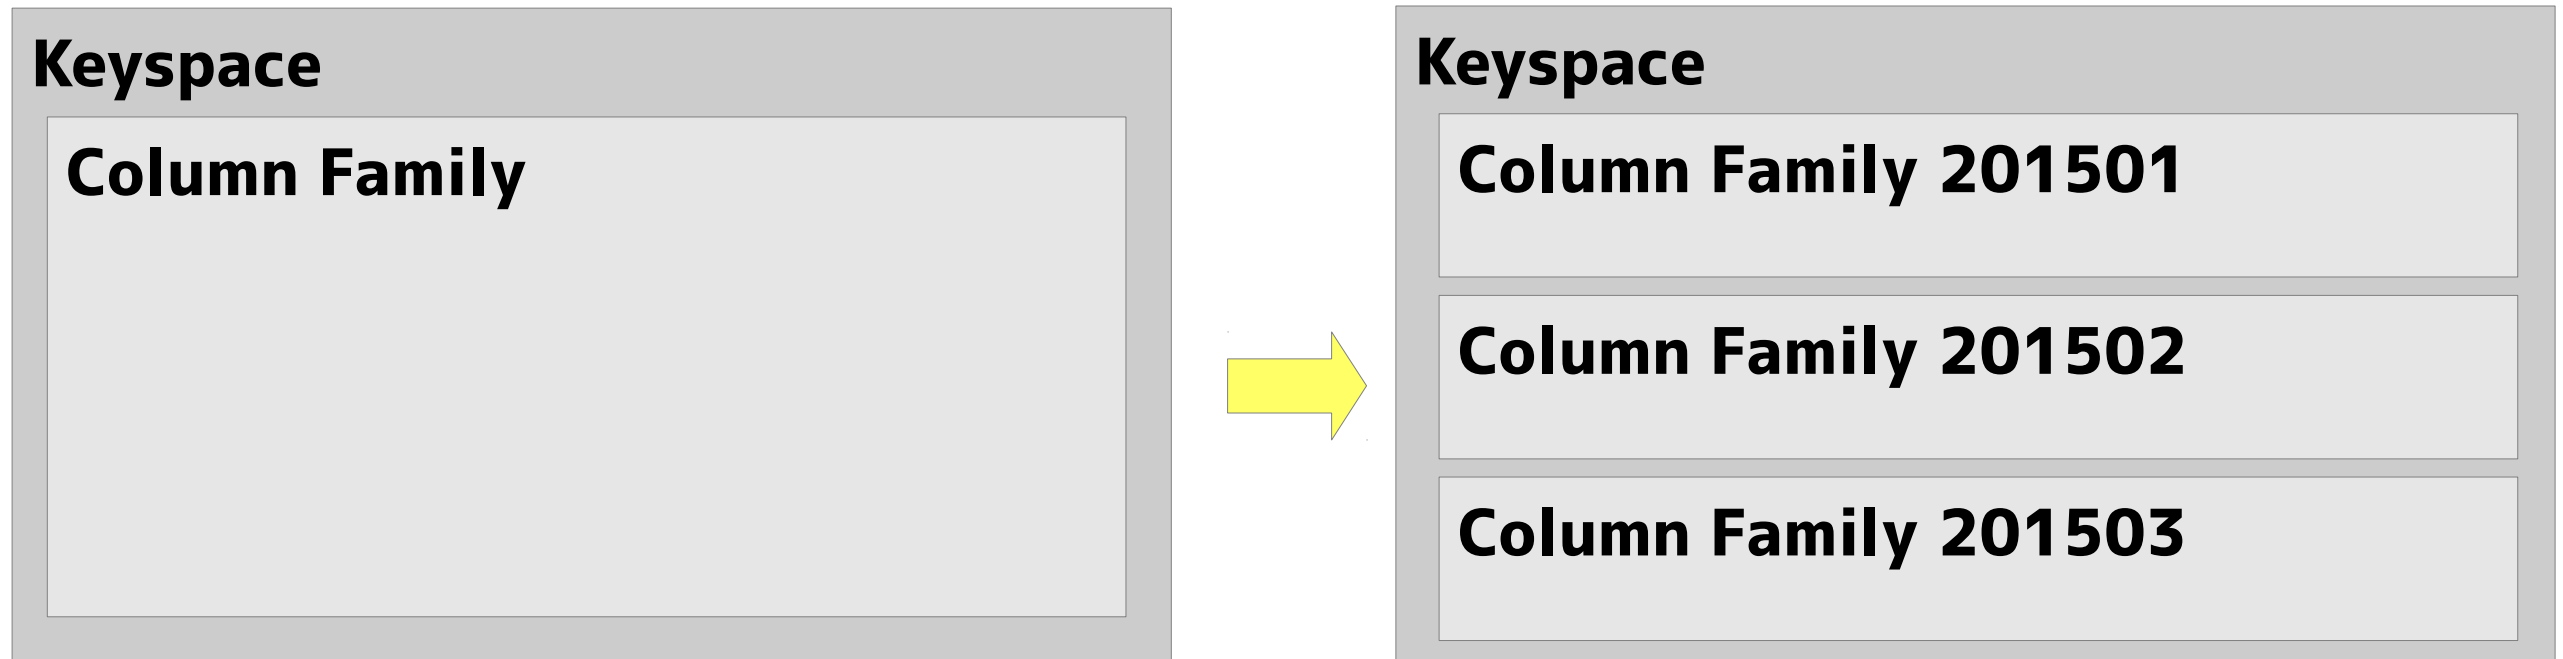 Keyspace
Column Family
Keyspace
Column Family 201501
Column Family 201502
Column Family 201503